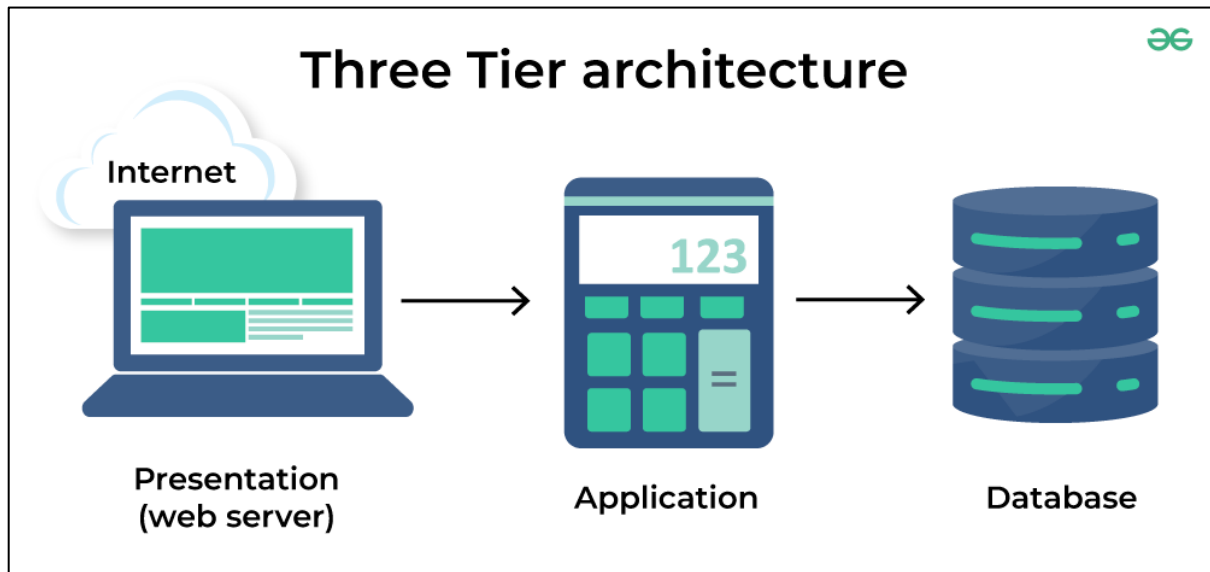 Three Tier architecture
Internet
123
=
Presentation
(web server)
Application
Database